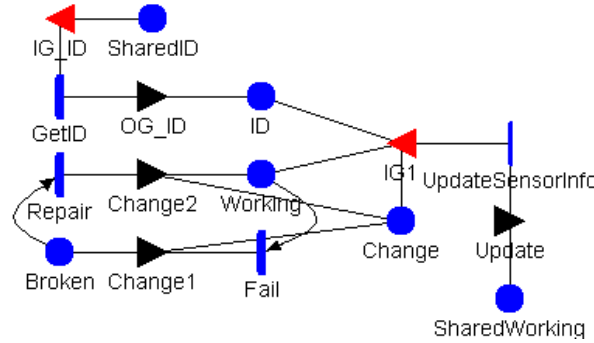 IG_ID
SharedID
GetID
OG_ID
ID
IG1
UpdateSensorInfo
Repair
Change2
Working
Change
Update
Broken
Change1
Fail
SharedWorking